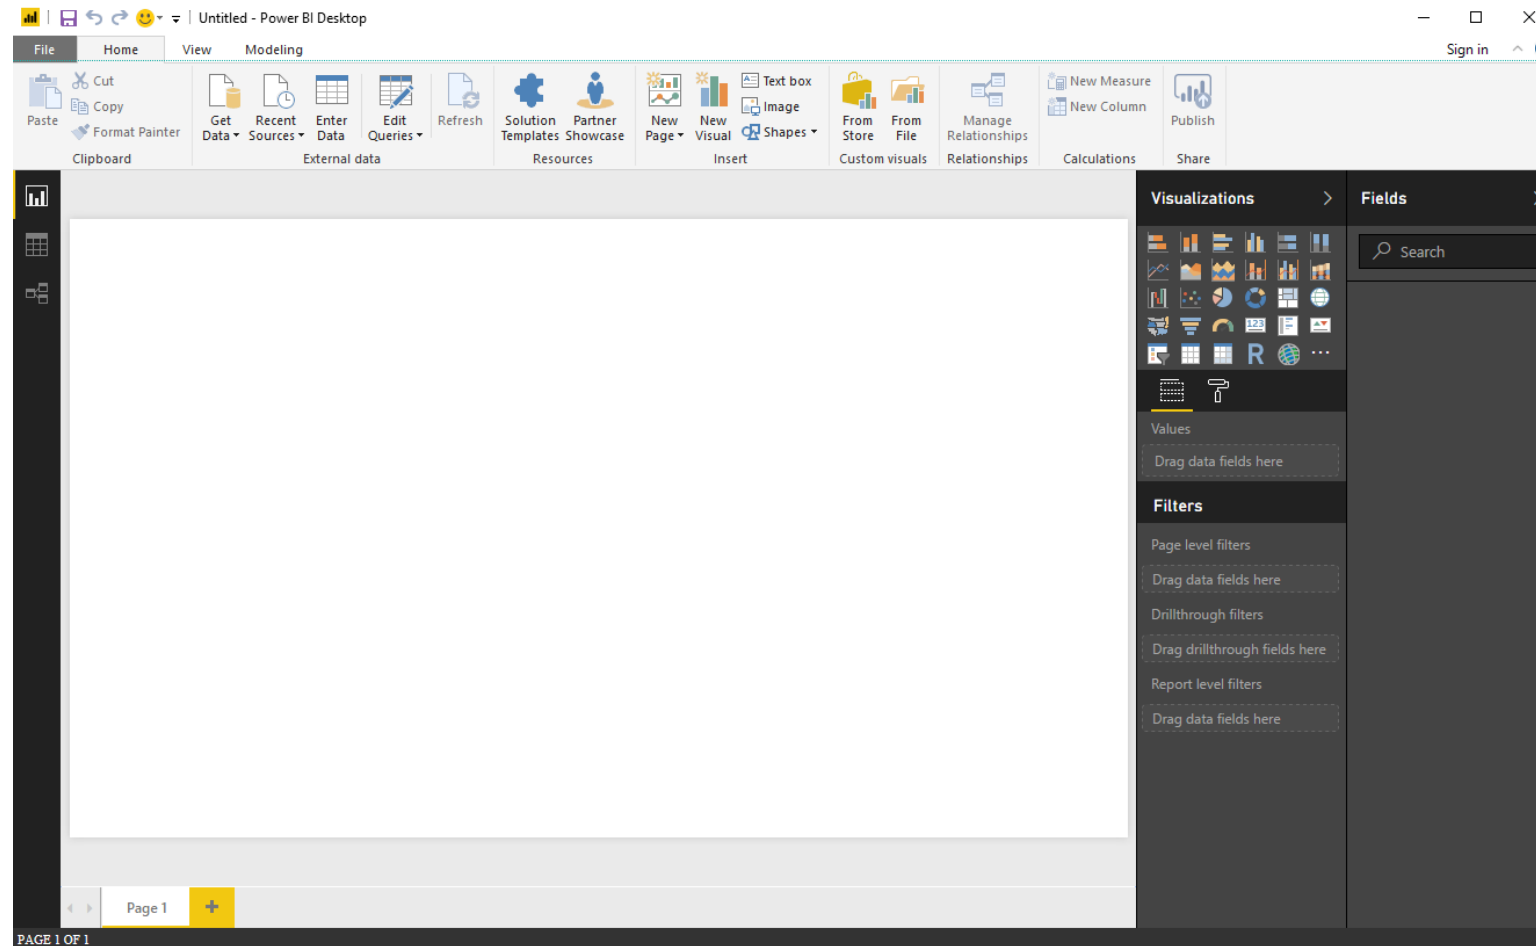 Untitled - Power BI Desktop
File Home View Modeling Sign in
Paste
Cut
Copy
Format Painter
Clipboard
Get Data
Recent Sources
Enter Data
Edit Queries
Refresh
External data
Solution Templates
Partner Showcase
Resources
New Page
New Visual
Text box
Image
Shapes
Insert
From Store
From File
Custom visuals
Manage Relationships
Relationships
New Measure
New Column
Calculations
Publish
Share
Visualizations
123
R
Values
Drag data fields here
Filters
Page level filters
Drag data fields here
Drillthrough filters
Drag drillthrough fields here
Report level filters
Drag data fields here
Fields
Search
Page 1
PAGE 1 OF 1